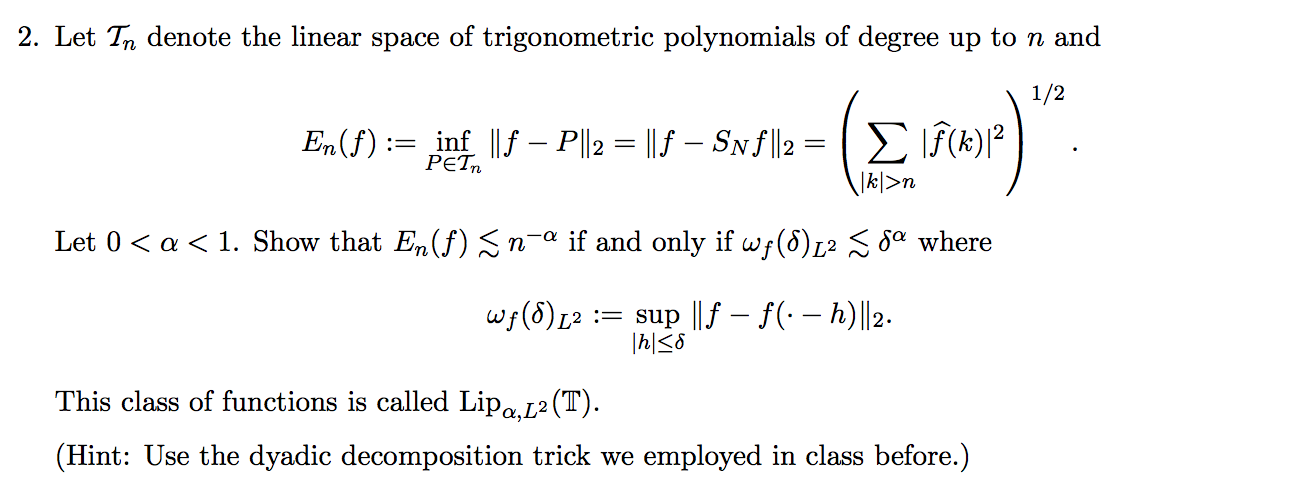 2. Let $\mathcal{T}_n$ denote the linear space of trigonometric polynomials of degree up to $n$ and
$$E_n(f) := \inf_{P \in \mathcal{T}_n} \|f - P\|_2 = \|f - S_N f\|_2 = \left( \sum_{|k|>n} |\widehat{f}(k)|^2 \right)^{1/2}.$$
Let $0 < \alpha < 1$. Show that $E_n(f) \lesssim n^{-\alpha}$ if and only if $\omega_f(\delta)_{L^2} \lesssim \delta^\alpha$ where
$$\omega_f(\delta)_{L^2} := \sup_{|h| \le \delta} \|f - f(\cdot - h)\|_2.$$
This class of functions is called $\mathrm{Lip}_{\alpha, L^2}(\mathbb{T})$.
(Hint: Use the dyadic decomposition trick we employed in class before.)